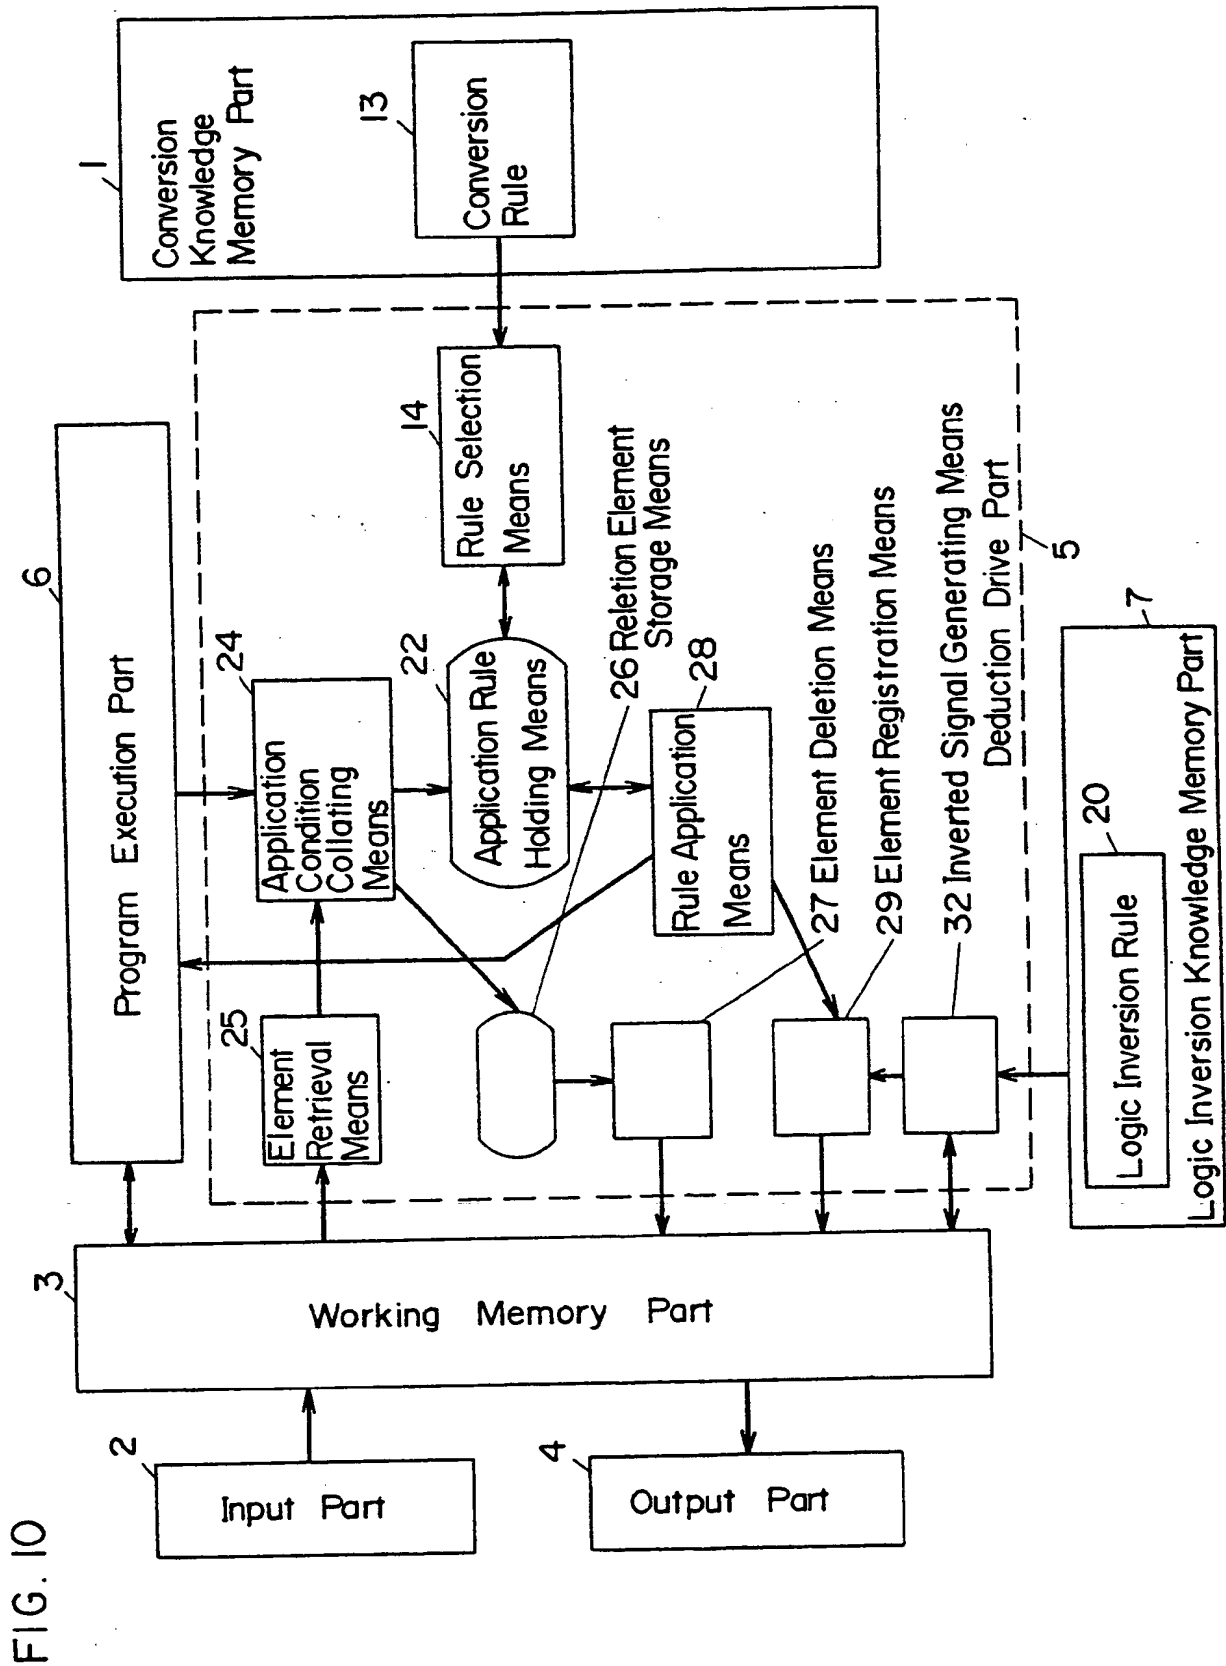 FIG. 10
2
Input Part
4
Output Part
3
Working Memory Part
6
Program Execution Part
25
Element
Retrieval
Means
24
Application
Condition
Collating
Means
22
Application Rule
Holding Means
14
Rule Selection
Means
1
Conversion
Knowledge
Memory Part
13
Conversion
Rule
26 Reletion Element
Storage Means
28
Rule Application
Means
27 Element Deletion Means
29 Element Registration Means
32 Inverted Signal Generating Means
Deduction Drive Part
5
7
20
Logic Inversion Rule
Logic Inversion Knowledge Memory Part